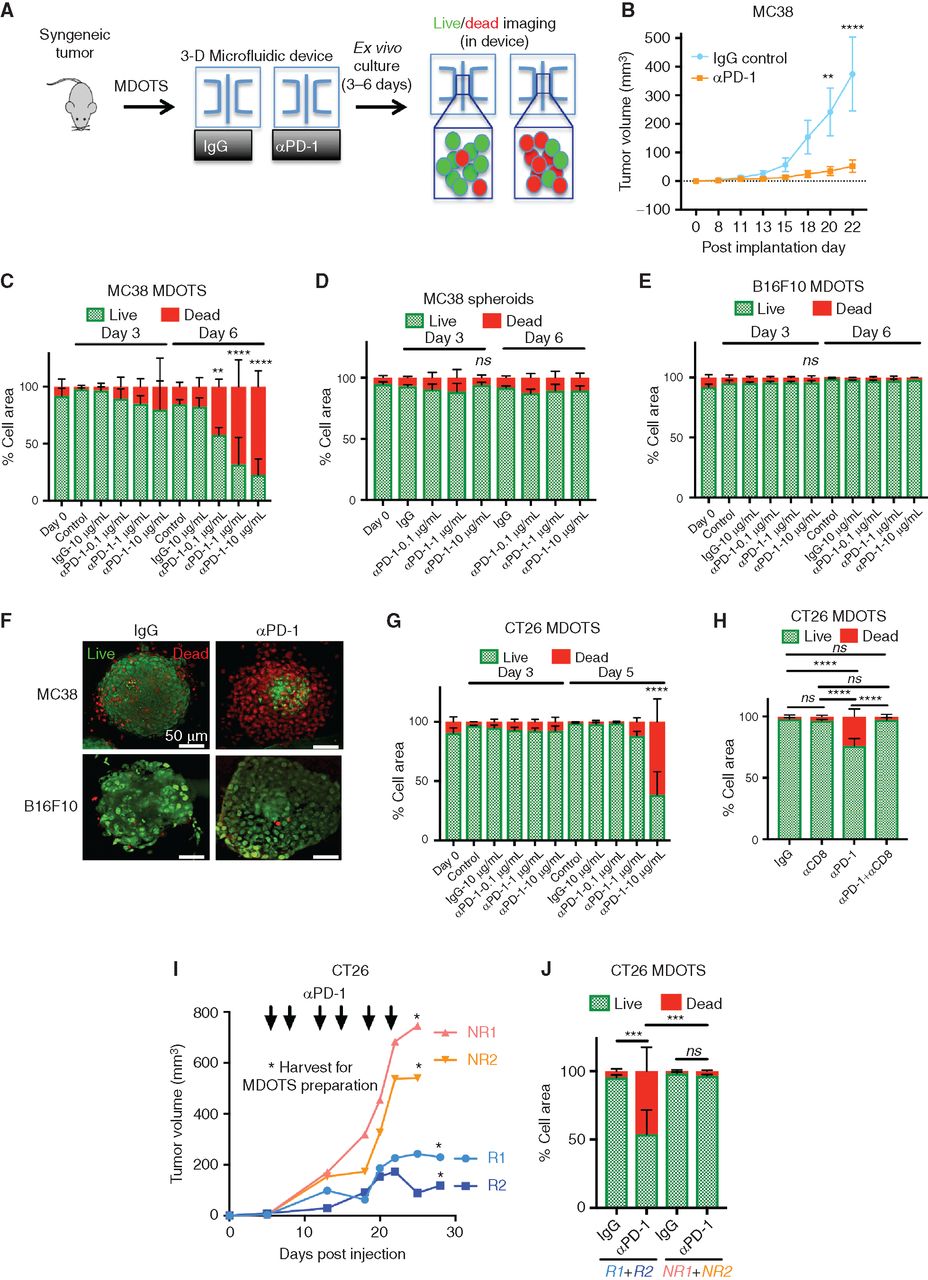 A
Syngeneic
tumor
MDOTS
3-D Microfluidic device
IgG
αPD-1
Ex vivo
culture
(3–6 days)
Live/dead imaging
(in device)
B
MC38
Tumor volume (mm³)
500
400
300
200
100
0
−100
IgG control
αPD-1
**
****
0 8 11 13 15 18 20 22
Post implantation day
C
MC38 MDOTS
Live Dead
Day 3 Day 6
** **** ****
% Cell area
100
50
0
Day 0
Control
IgG-10 μg/mL
αPD-1-0.1 μg/mL
αPD-1-1 μg/mL
αPD-1-10 μg/mL
Control
IgG-10 μg/mL
αPD-1-0.1 μg/mL
αPD-1-1 μg/mL
αPD-1-10 μg/mL
D
MC38 spheroids
Live Dead
Day 3 Day 6
ns
% Cell area
100
50
0
Day 0
IgG
αPD-1-0.1 μg/mL
αPD-1-1 μg/mL
αPD-1-10 μg/mL
IgG
αPD-1-0.1 μg/mL
αPD-1-1 μg/mL
αPD-1-10 μg/mL
E
B16F10 MDOTS
Live Dead
Day 3 Day 6
ns
% Cell area
100
50
0
Day 0
Control
IgG-10 μg/mL
αPD-1-0.1 μg/mL
αPD-1-1 μg/mL
αPD-1-10 μg/mL
Control
IgG-10 μg/mL
αPD-1-0.1 μg/mL
αPD-1-1 μg/mL
αPD-1-10 μg/mL
F
IgG αPD-1
Live Dead
MC38
50 μm
B16F10
G
CT26 MDOTS
Live Dead
Day 3 Day 5
****
% Cell area
100
50
0
Day 0
Control
IgG-10 μg/mL
αPD-1-0.1 μg/mL
αPD-1-1 μg/mL
αPD-1-10 μg/mL
Control
IgG-10 μg/mL
αPD-1-0.1 μg/mL
αPD-1-1 μg/mL
αPD-1-10 μg/mL
H
CT26 MDOTS
Live Dead
ns
****
ns
ns **** ****
% Cell area
100
50
0
IgG
αCD8
αPD-1
αPD-1+αCD8
I
CT26
αPD-1
* Harvest for
MDOTS preparation
Tumor volume (mm³)
800
600
400
200
0
*
*
*
*
NR1
NR2
R1
R2
0 10 20 30
Days post injection
J
CT26 MDOTS
Live Dead
***
*** ns
% Cell area
100
50
0
IgG
αPD-1
IgG
αPD-1
R1+R2 NR1+NR2